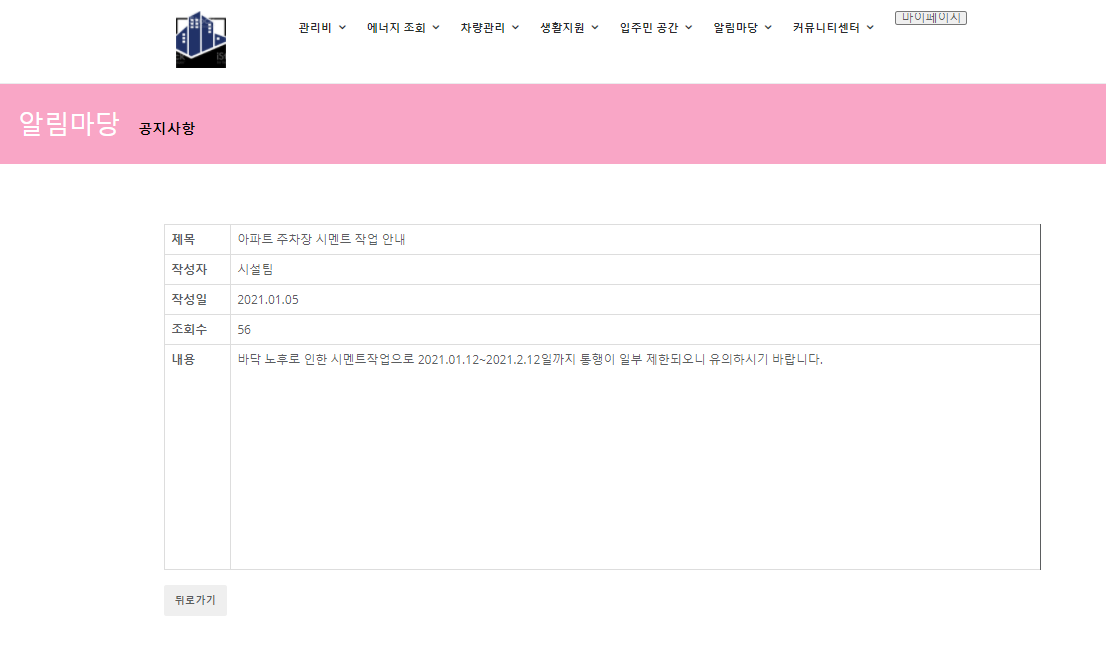 관리비 에너지 조회 차량관리 생활지원 입주민 공간 알림마당 커뮤니티센터 마이페이지
알림마당 공지사항
제목 아파트 주차장 시멘트 작업 안내
작성자 시설팀
작성일 2021.01.05
조회수 56
내용 바닥 노후로 인한 시멘트작업으로 2021.01.12~2021.2.12일까지 통행이 일부 제한되오니 유의하시기 바랍니다.
뒤로가기